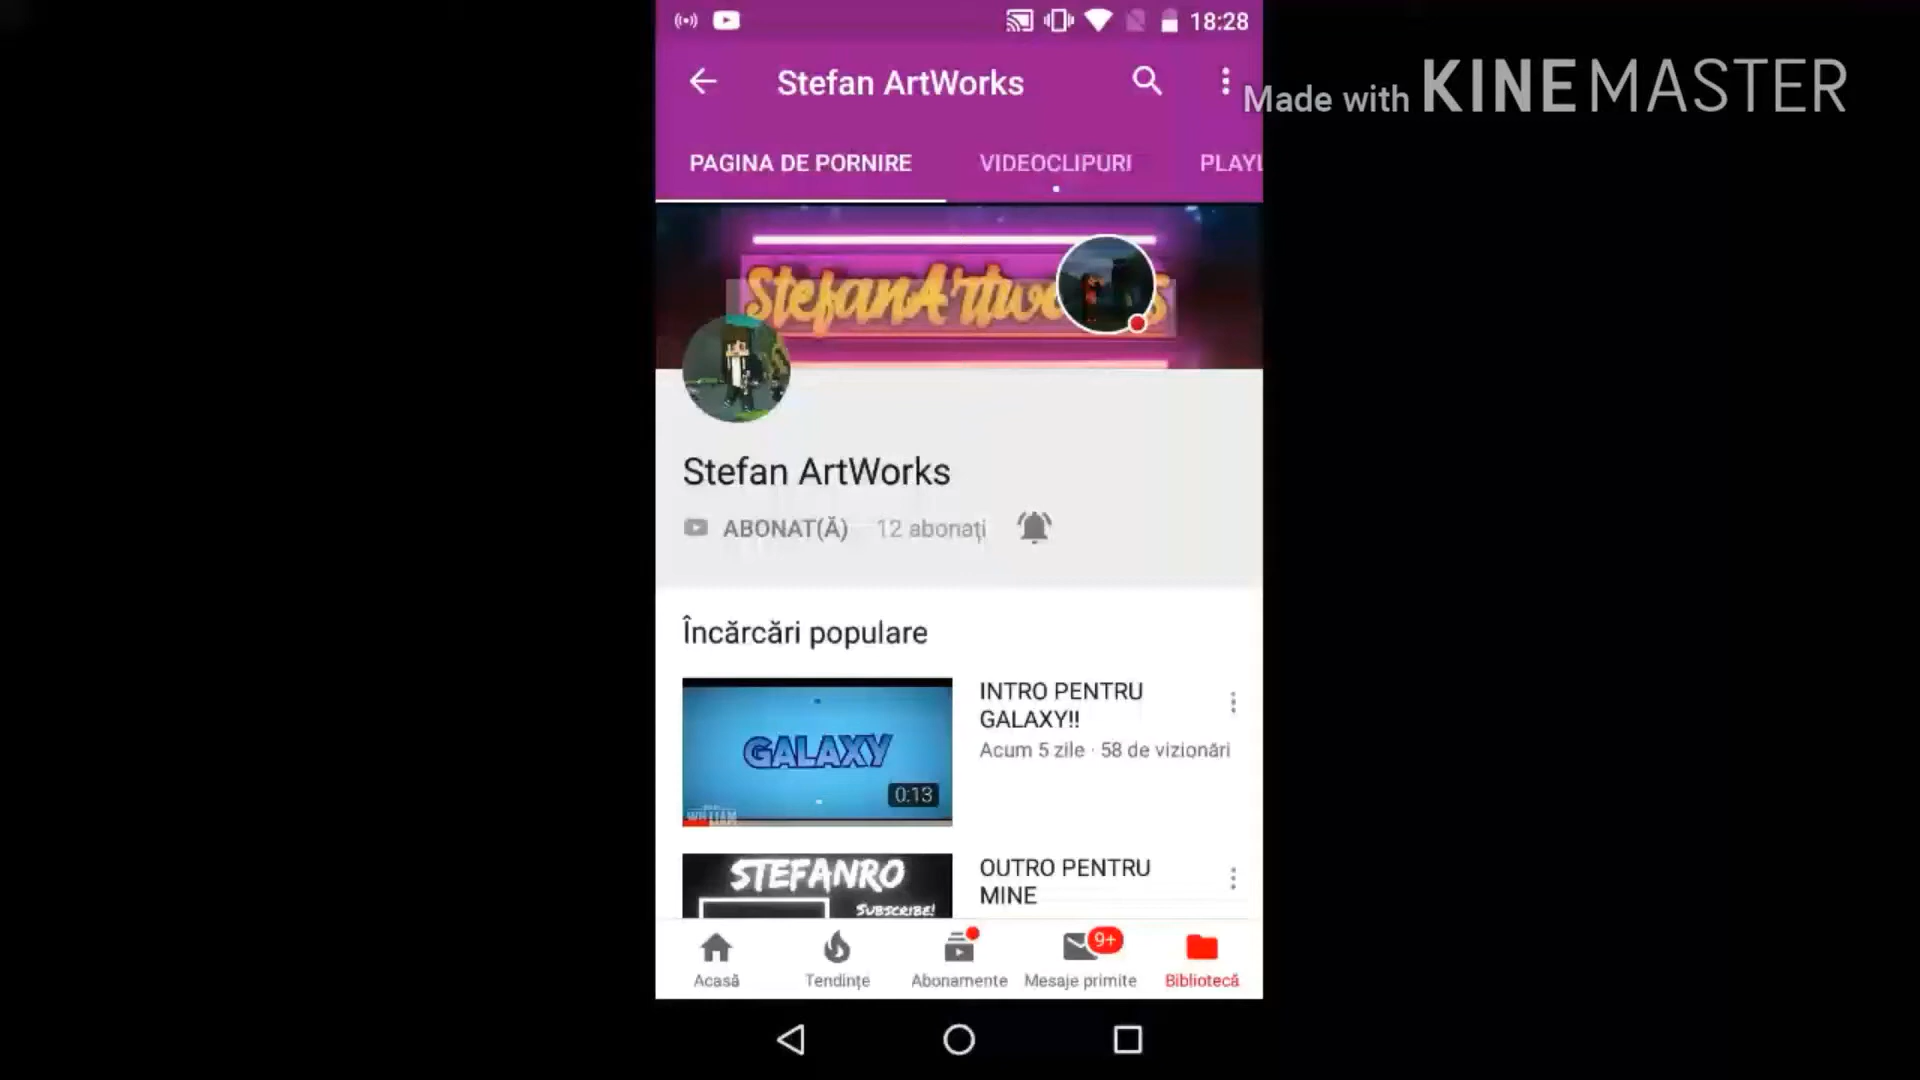 18:28
Stefan ArtWorks
Made with KINEMASTER
PAGINA DE PORNIRE VIDEOCLIPURI PLAYL
Stefan ArtWorks
ABONAT(Ă) 12 abonați
Încărcări populare
GALAXY
0:13
INTRO PENTRU
GALAXY!!
Acum 5 zile · 58 de vizionări
STEFANRO
SUBSCRIBE!
OUTRO PENTRU
MINE
9+
Acasă Tendințe Abonamente Mesaje primite Bibliotecă